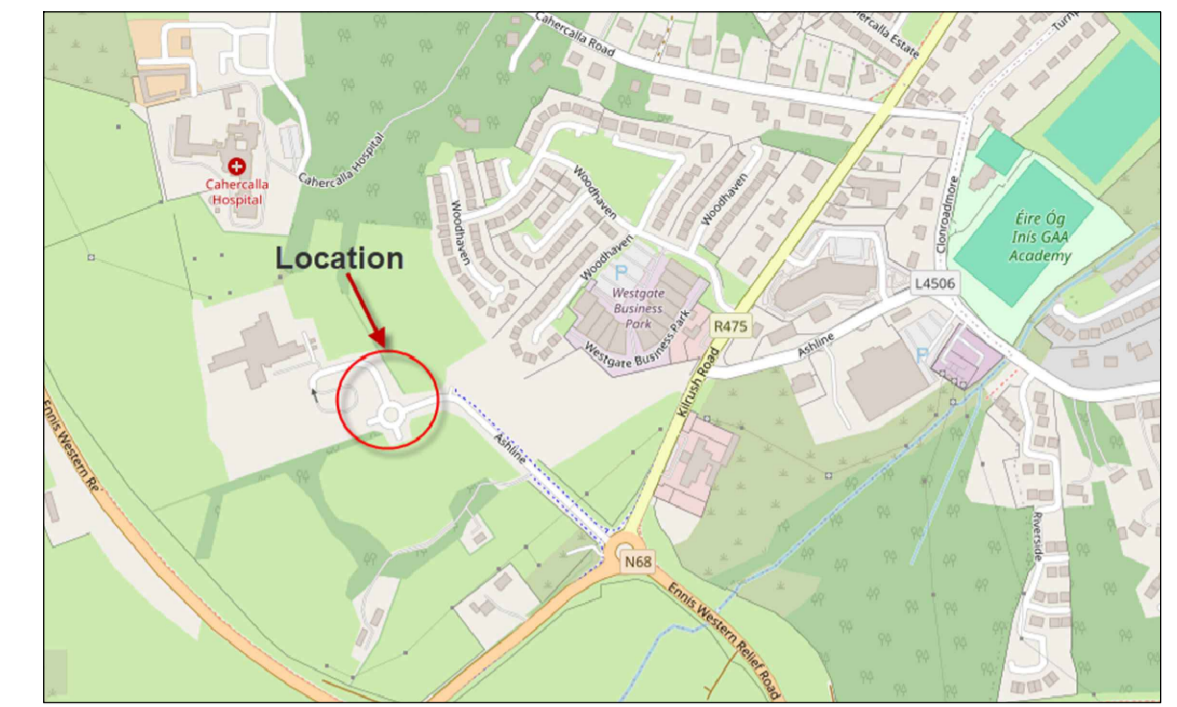 Cahercalla Road
Cahercalla Estate
Cahercalla
Hospital
Cahercalla Hospital
Woodhaven
Woodhaven
Woodhaven
Woodhaven
Clonroadmore
Éire Óg
Inis GAA
Academy
Location
P
Westgate
Business
Park
Westgate Business Park
R475
L4506
Ashline
P
Kilrush Road
Ennis Western Re
Ashline
Riverside
N68
Ennis Western Relief Road